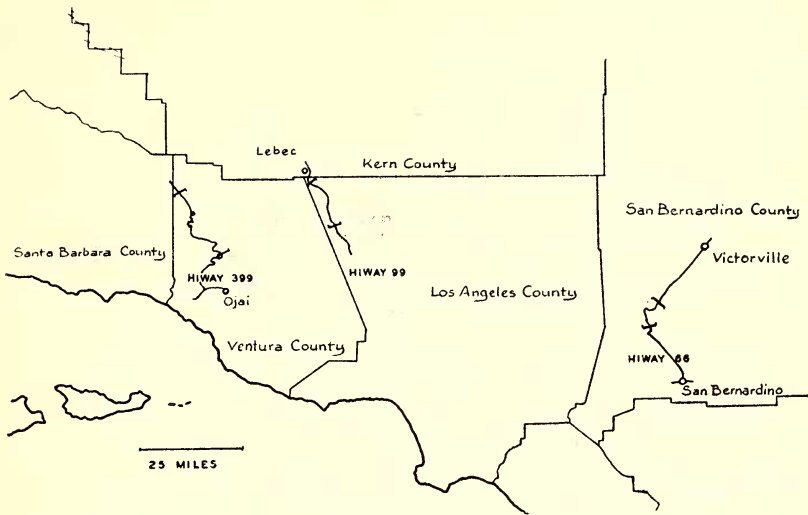 Lebec
Kern County
San Bernardino County
Santa Barbara County
Victorville
HIWAY 399
HIWAY 99
Los Angeles County
Ojai
Ventura County
HIWAY 66
San Bernardino
25 MILES